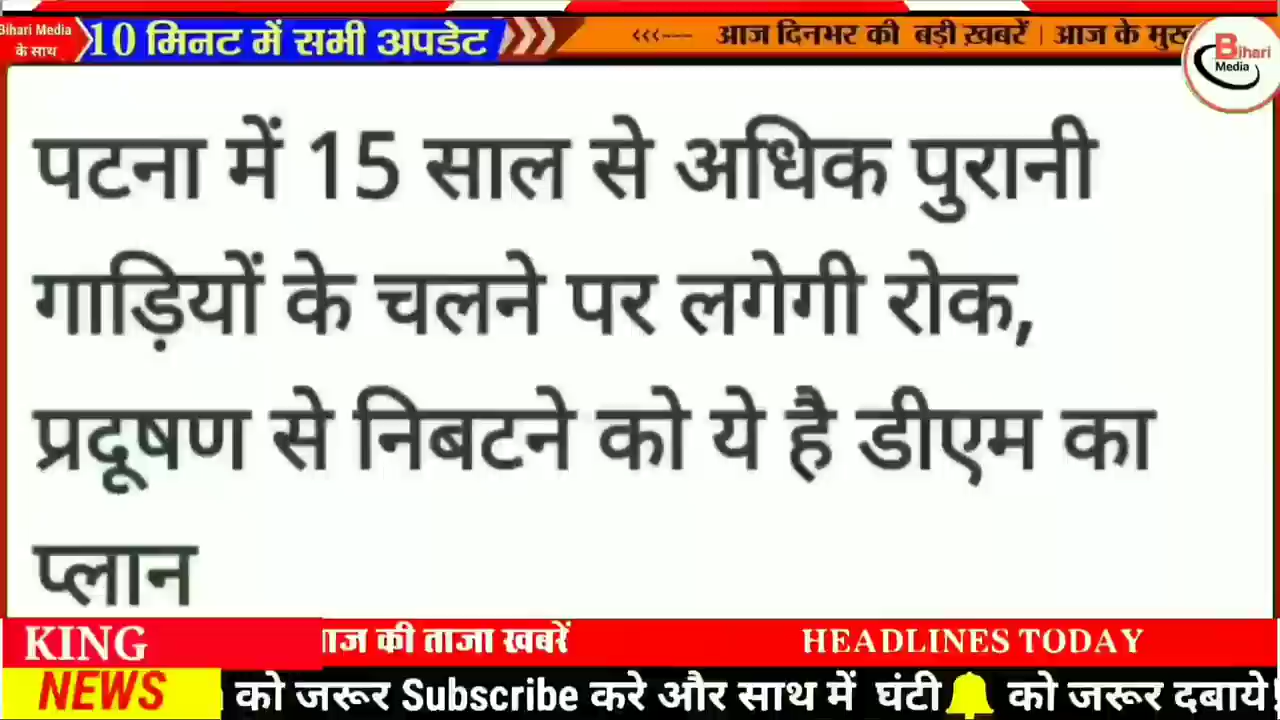 Bihari Media
के साथ
10 मिनट में सभी अपडेट
<<<---- आज दिनभर की बड़ी ख़बरें | आज के
Bihari
Media
पटना में 15 साल से अधिक पुरानी
गाड़ियों के चलने पर लगेगी रोक,
प्रदूषण से निबटने को ये है डीएम का
प्लान
KING
NEWS
की ताजा खबरें
HEADLINES TODAY
को जरूर Subscribe करे और साथ में घंटी🔔 को जरूर दबाये!